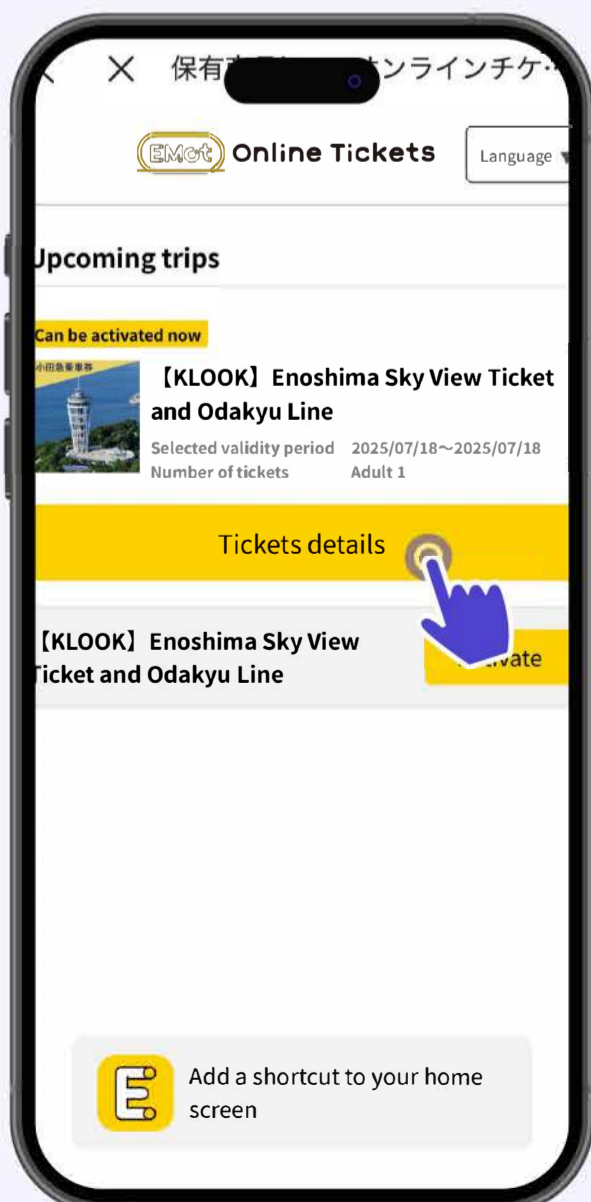 保有 ンラインチケ…
EMot Online Tickets
Language ▼
Upcoming trips
Can be activated now
小田急乗車券
【KLOOK】Enoshima Sky View Ticket
and Odakyu Line
Selected validity period 2025/07/18~2025/07/18
Number of tickets Adult 1
Tickets details
【KLOOK】Enoshima Sky View
Ticket and Odakyu Line
Activate
Add a shortcut to your home
screen